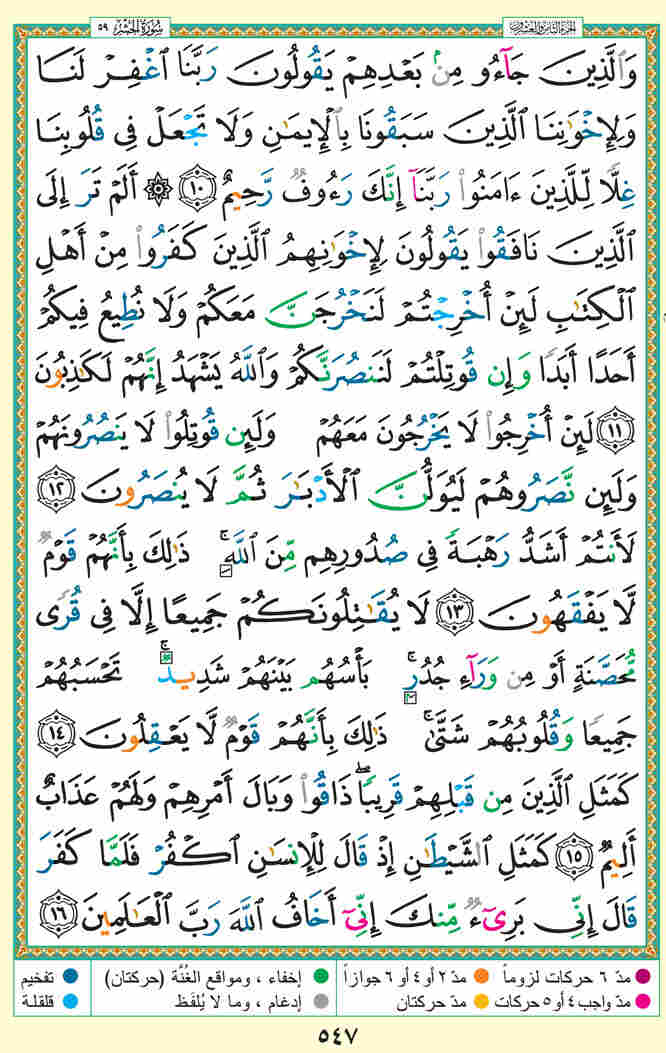 سُورَةُ الحَشْرِ ٥٩
الجزء الثامن والعشرون
وَٱلَّذِينَ جَآءُو مِنۢ بَعْدِهِمْ يَقُولُونَ رَبَّنَا ٱغْفِرْ لَنَا
وَلِإِخْوَٰنِنَا ٱلَّذِينَ سَبَقُونَا بِٱلْإِيمَٰنِ وَلَا تَجْعَلْ فِى قُلُوبِنَا
غِلًّا لِّلَّذِينَ ءَامَنُوا۟ رَبَّنَآ إِنَّكَ رَءُوفٌ رَّحِيمٌ ١٠ ۞ أَلَمْ تَرَ إِلَى
ٱلَّذِينَ نَافَقُوا۟ يَقُولُونَ لِإِخْوَٰنِهِمُ ٱلَّذِينَ كَفَرُوا۟ مِنْ أَهْلِ
ٱلْكِتَٰبِ لَئِنْ أُخْرِجْتُمْ لَنَخْرُجَنَّ مَعَكُمْ وَلَا نُطِيعُ فِيكُمْ
أَحَدًا أَبَدًا وَإِن قُوتِلْتُمْ لَنَنصُرَنَّكُمْ وَٱللَّهُ يَشْهَدُ إِنَّهُمْ لَكَٰذِبُونَ
١١ لَئِنْ أُخْرِجُوا۟ لَا يَخْرُجُونَ مَعَهُمْ وَلَئِن قُوتِلُوا۟ لَا يَنصُرُونَهُمْ
وَلَئِن نَّصَرُوهُمْ لَيُوَلُّنَّ ٱلْأَدْبَٰرَ ثُمَّ لَا يُنصَرُونَ ١٢
لَأَنتُمْ أَشَدُّ رَهْبَةً فِى صُدُورِهِم مِّنَ ٱللَّهِ ۚ ذَٰلِكَ بِأَنَّهُمْ قَوْمٌ
لَّا يَفْقَهُونَ ١٣ لَا يُقَٰتِلُونَكُمْ جَمِيعًا إِلَّا فِى قُرًى
مُّحَصَّنَةٍ أَوْ مِن وَرَآءِ جُدُرٍۭ ۚ بَأْسُهُم بَيْنَهُمْ شَدِيدٌ ۚ تَحْسَبُهُمْ
جَمِيعًا وَقُلُوبُهُمْ شَتَّىٰ ۚ ذَٰلِكَ بِأَنَّهُمْ قَوْمٌ لَّا يَعْقِلُونَ ١٤
كَمَثَلِ ٱلَّذِينَ مِن قَبْلِهِمْ قَرِيبًا ۖ ذَاقُوا۟ وَبَالَ أَمْرِهِمْ وَلَهُمْ عَذَابٌ
أَلِيمٌ ١٥ كَمَثَلِ ٱلشَّيْطَٰنِ إِذْ قَالَ لِلْإِنسَٰنِ ٱكْفُرْ فَلَمَّا كَفَرَ
قَالَ إِنِّى بَرِىٓءٌ مِّنكَ إِنِّىٓ أَخَافُ ٱللَّهَ رَبَّ ٱلْعَٰلَمِينَ ١٦
مدّ ٦ حركات لزوماً مدّ ٢ أو ٤ أو ٦ جوازاً إخفاء ، ومواقع الغُنَّة (حركتان) تفخيم
مدّ واجب ٤ أو ٥ حركات مدّ حركتان إدغام ، وما لا يُلفَظ قلقلة
٥٤٧